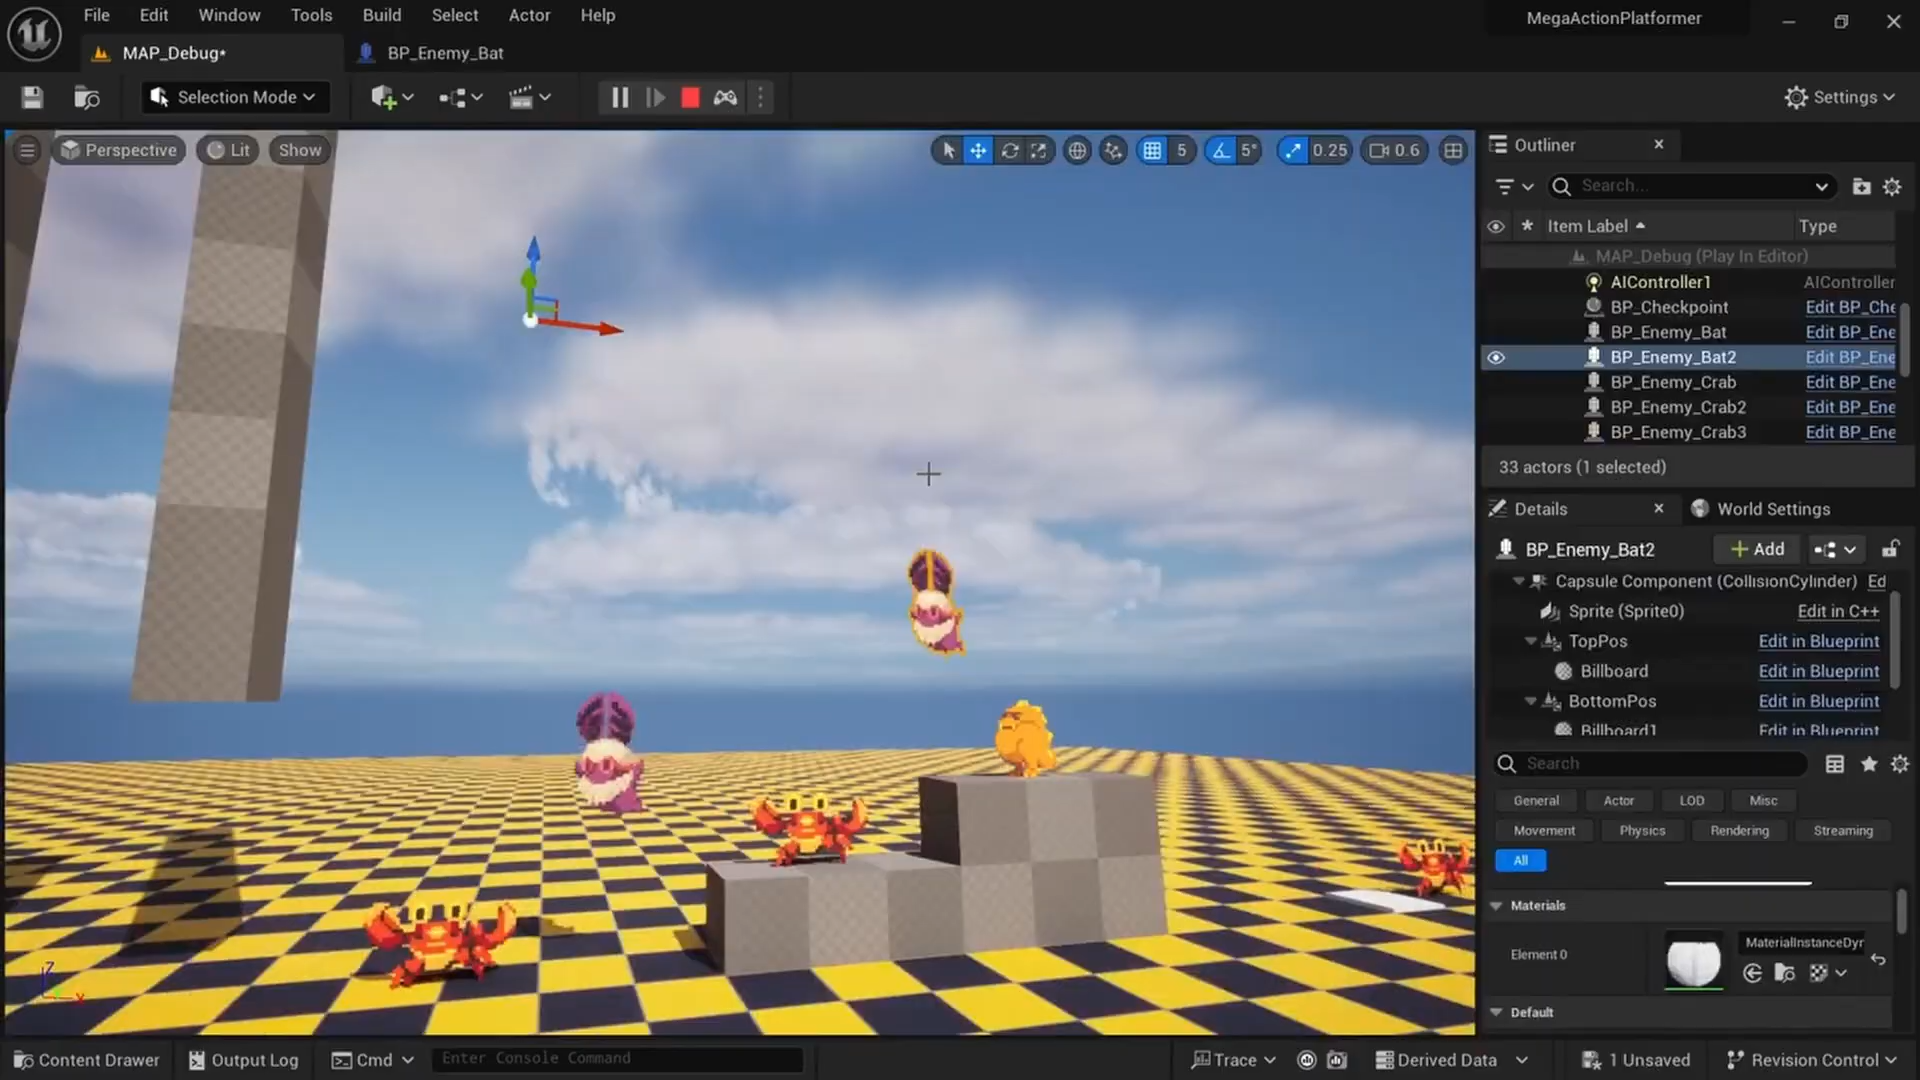 File Edit Window Tools Build Select Actor Help
MegaActionPlatformer
MAP_Debug*
BP_Enemy_Bat
Selection Mode
Settings
Perspective
Lit
Show
5
5°
0.25
0.6
Outliner
Search...
Item Label
Type
MAP_Debug (Play In Editor)
AIController1 AIController
BP_Checkpoint Edit BP_Che
BP_Enemy_Bat Edit BP_Ene
BP_Enemy_Bat2 Edit BP_Ene
BP_Enemy_Crab Edit BP_Ene
BP_Enemy_Crab2 Edit BP_Ene
BP_Enemy_Crab3 Edit BP_Ene
33 actors (1 selected)
Details
World Settings
BP_Enemy_Bat2
Add
Capsule Component (CollisionCylinder) Ed
Sprite (Sprite0) Edit in C++
TopPos Edit in Blueprint
Billboard Edit in Blueprint
BottomPos Edit in Blueprint
Billboard1 Edit in Blueprint
Search
General Actor LOD Misc
Movement Physics Rendering Streaming
All
Materials
Element 0
MaterialInstanceDyr
Default
Z
X
Content Drawer
Output Log
Cmd
Enter Console Command
Trace
Derived Data
1 Unsaved
Revision Control